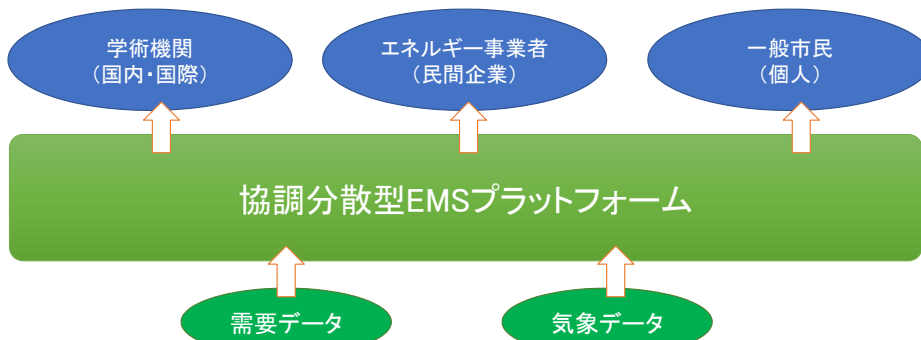 学術機関
（国内・国際）
エネルギー事業者
（民間企業）
一般市民
（個人）
協調分散型EMSプラットフォーム
需要データ
気象データ